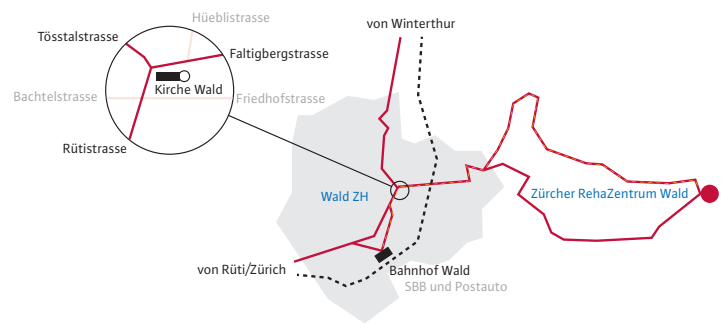 Hüeblistrasse
Tösstalstrasse
von Winterthur
Faltigbergstrasse
Kirche Wald
Bachtelstrasse
Friedhofstrasse
Rütistrasse
Wald ZH
Zürcher RehaZentrum Wald
von Rüti/Zürich
Bahnhof Wald
SBB und Postauto